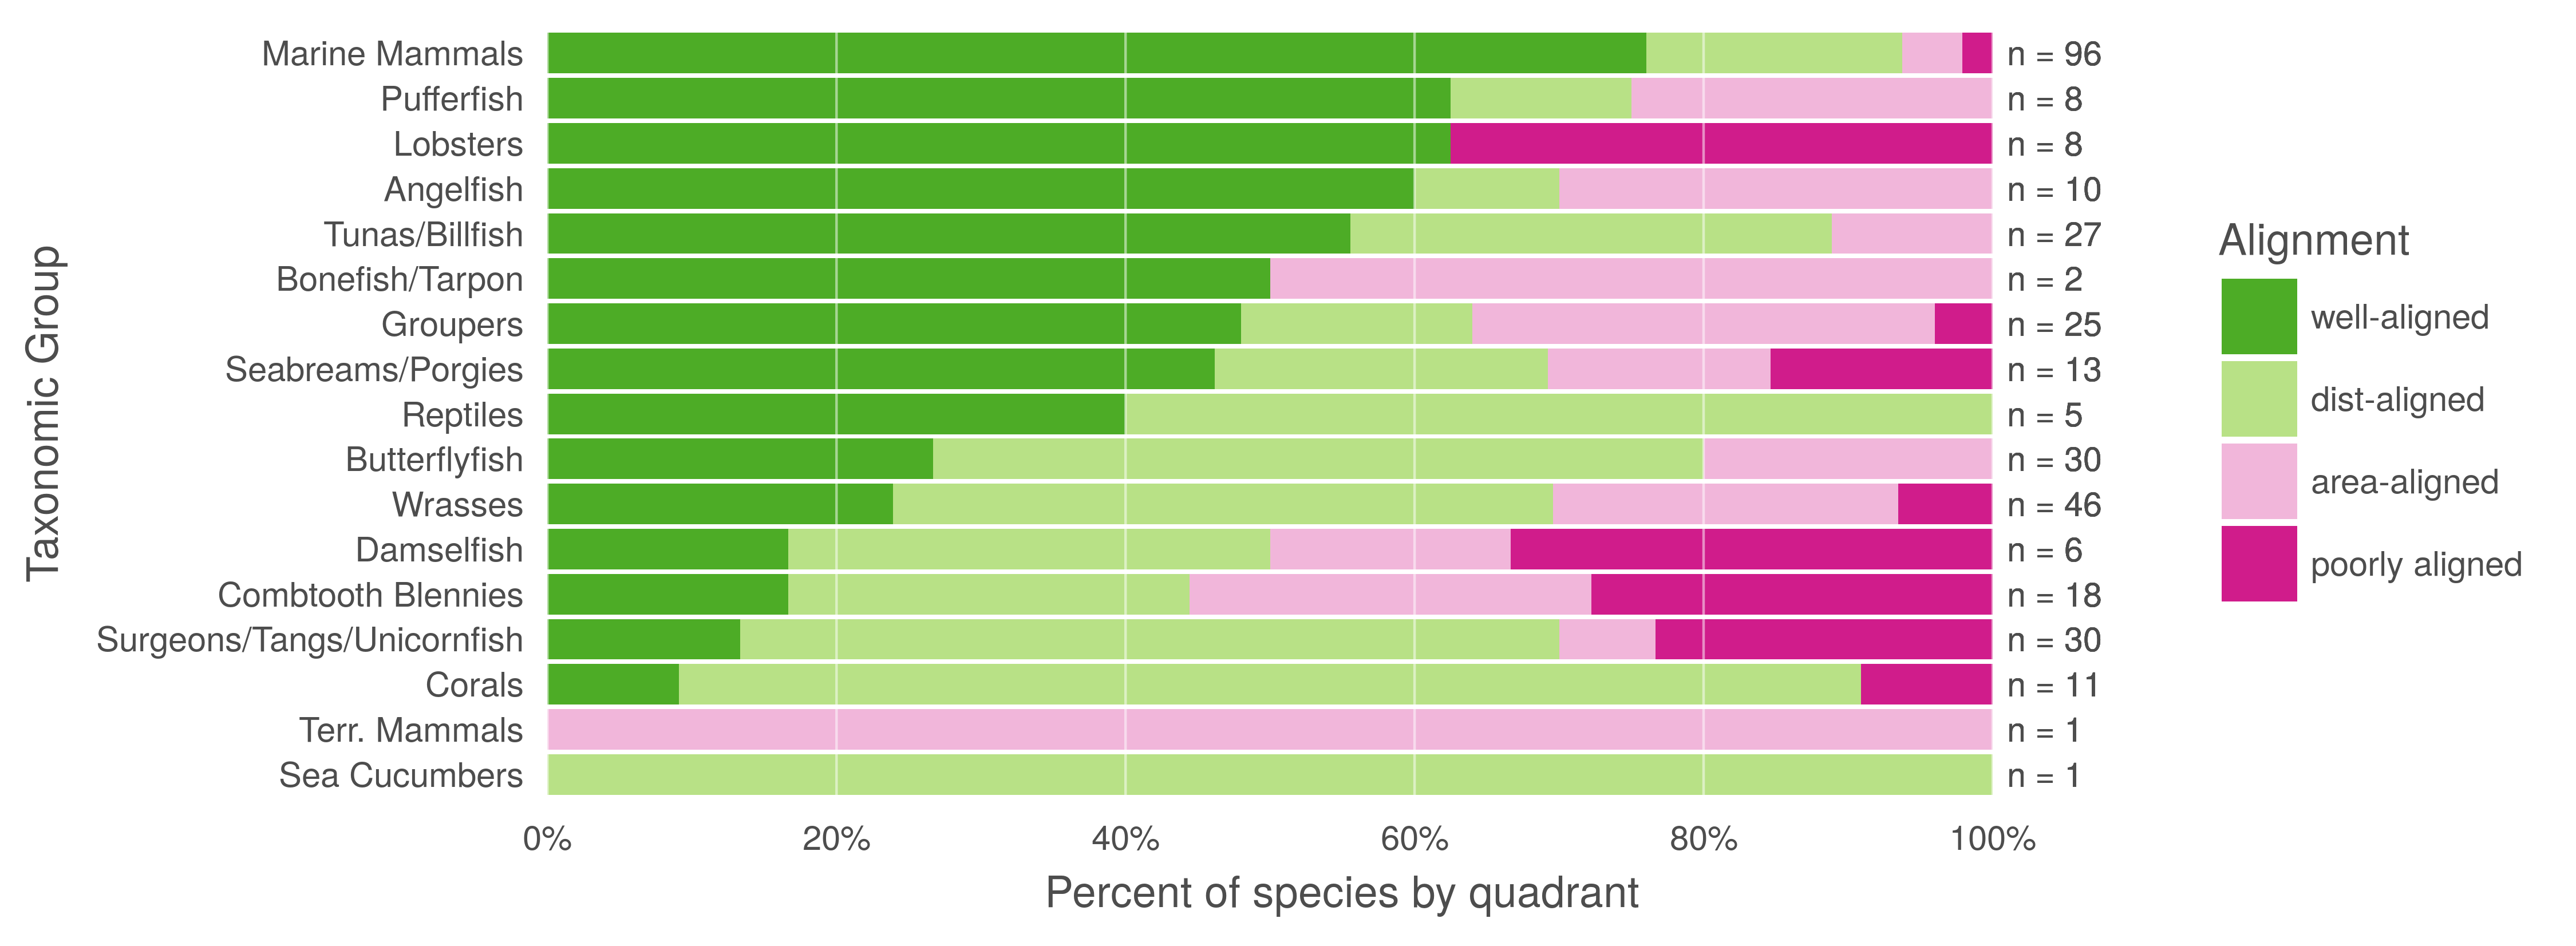 Taxonomic Group
Marine Mammals n = 96
Pufferfish n = 8
Lobsters n = 8
Angelfish n = 10
Tunas/Billfish n = 27
Bonefish/Tarpon n = 2
Groupers n = 25
Seabreams/Porgies n = 13
Reptiles n = 5
Butterflyfish n = 30
Wrasses n = 46
Damselfish n = 6
Combtooth Blennies n = 18
Surgeons/Tangs/Unicornfish n = 30
Corals n = 11
Terr. Mammals n = 1
Sea Cucumbers n = 1
0% 20% 40% 60% 80% 100%
Percent of species by quadrant
Alignment
well-aligned
dist-aligned
area-aligned
poorly aligned